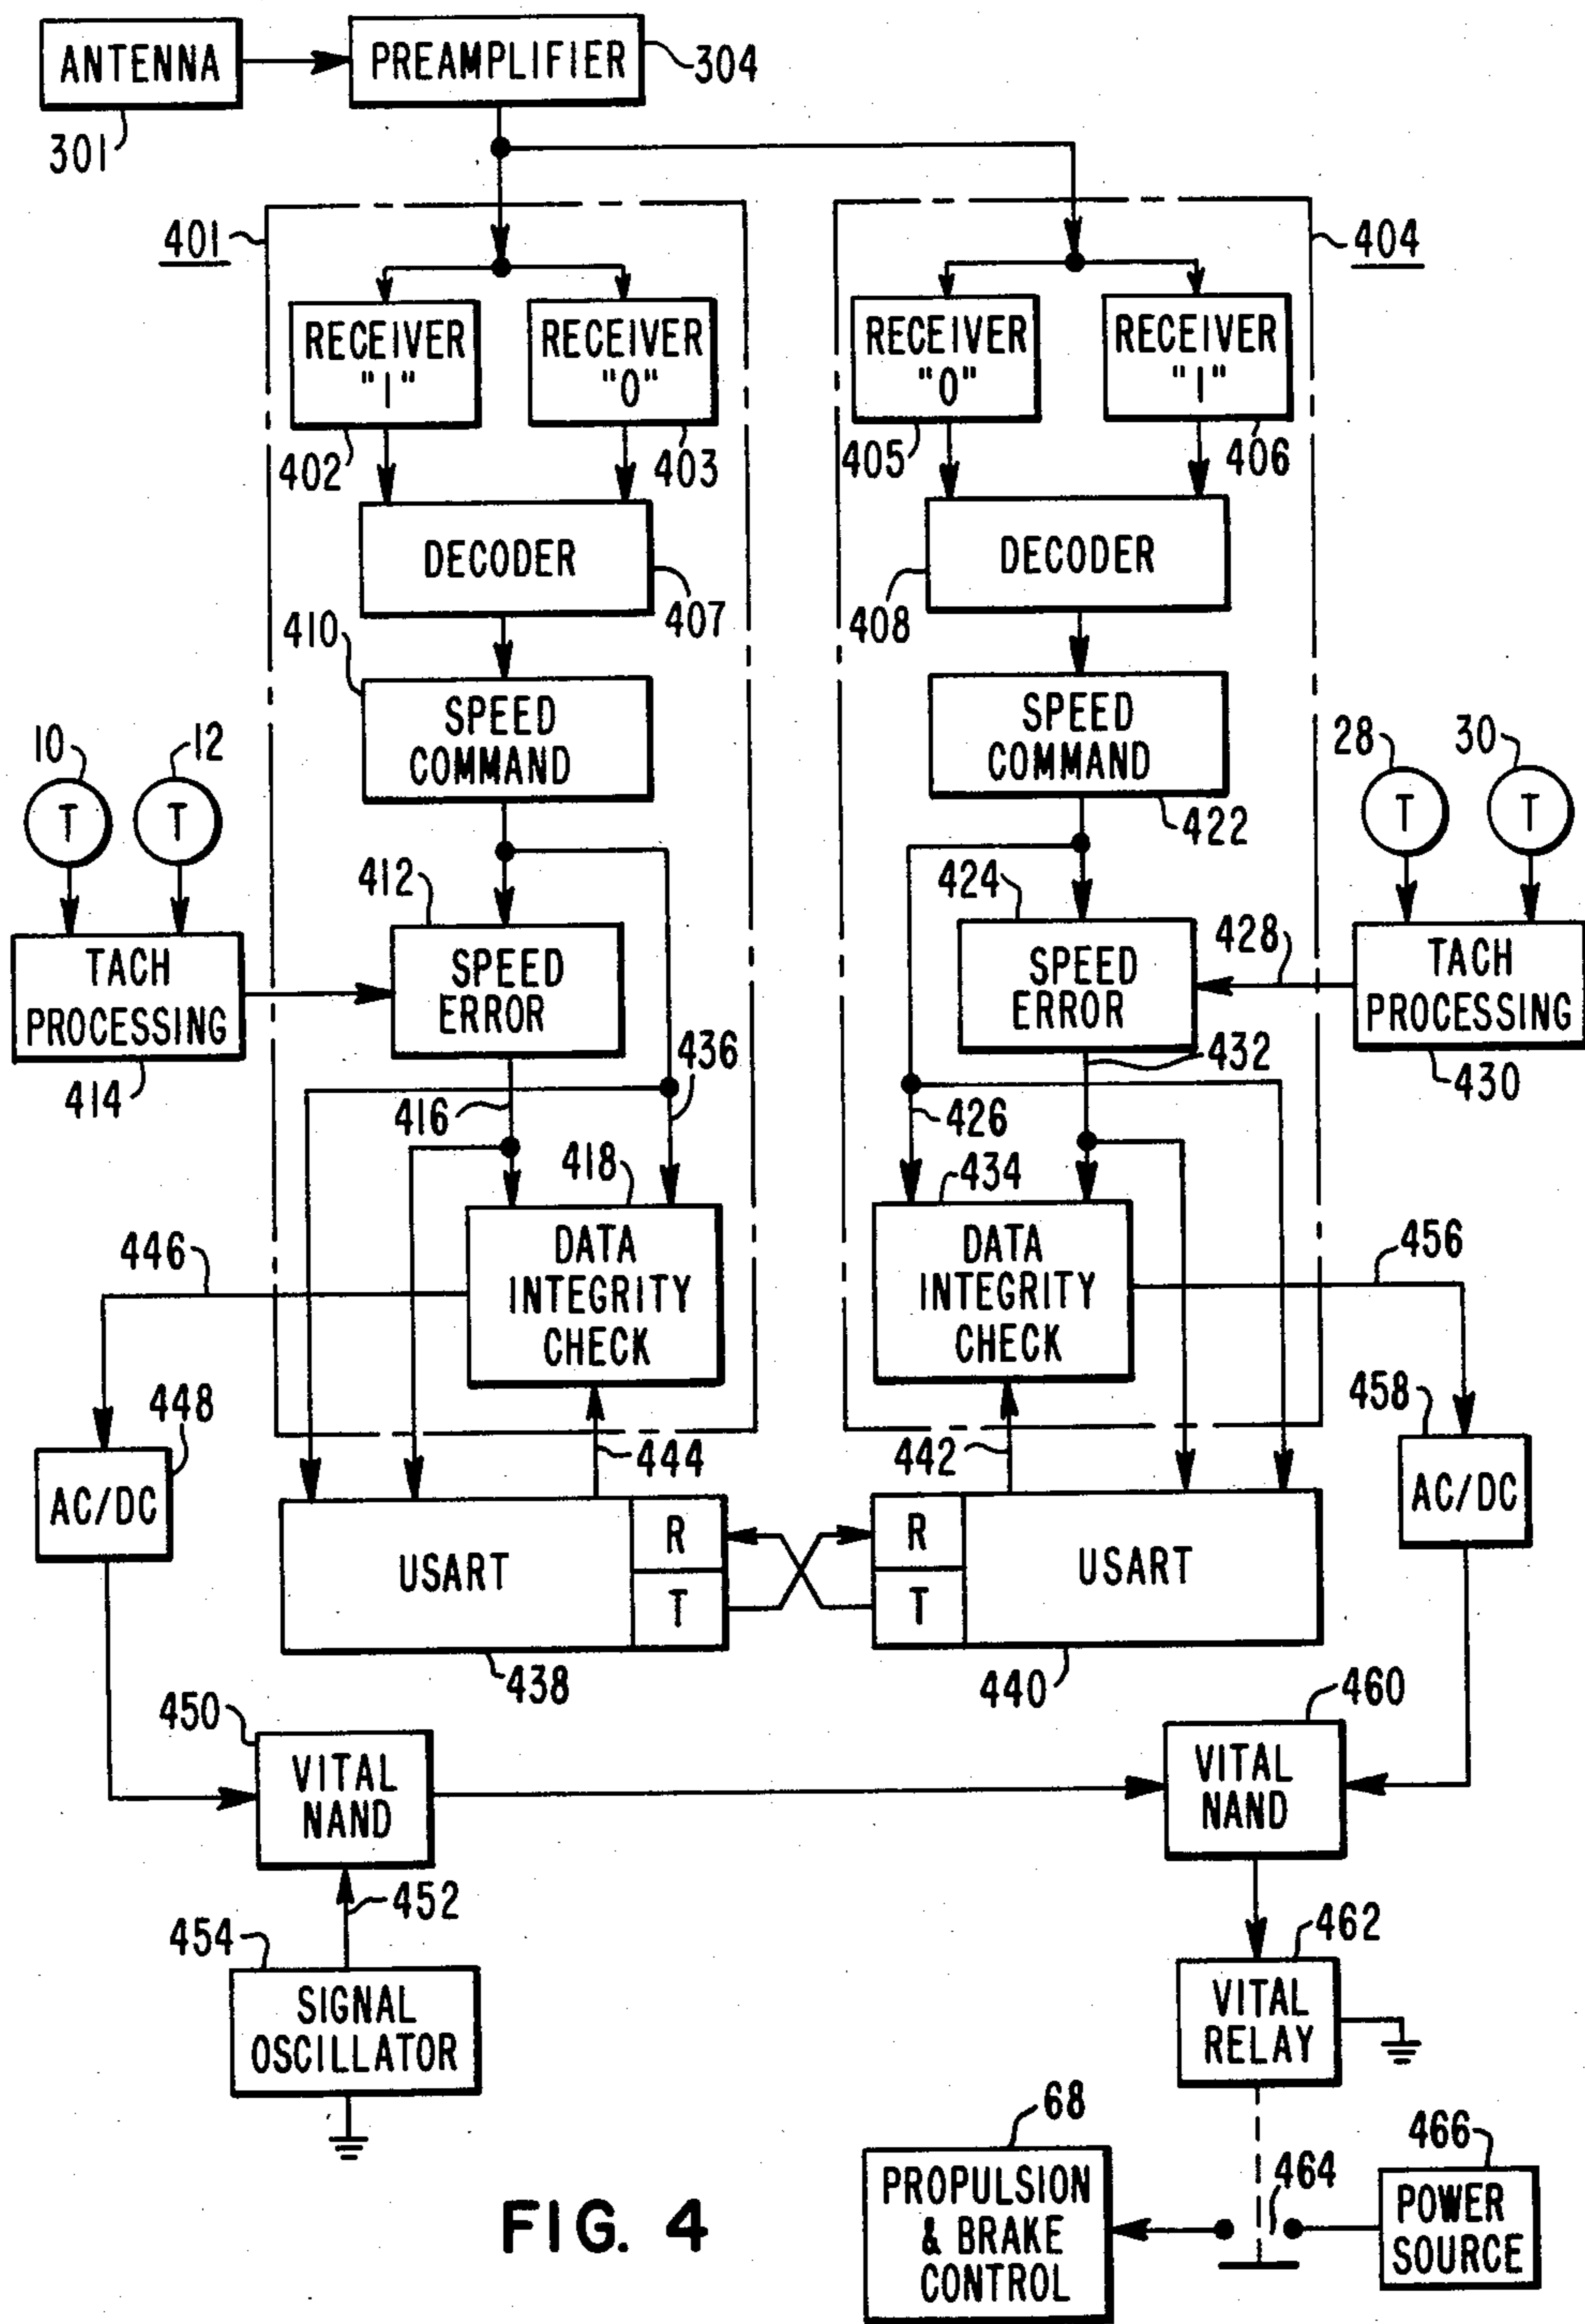 ANTENNA
301
PREAMPLIFIER
304
401
404
RECEIVER
"1"
402
RECEIVER
"0"
403
RECEIVER
"0"
405
RECEIVER
"1"
406
DECODER
407
DECODER
408
410
SPEED
COMMAND
SPEED
COMMAND
422
10
T
12
T
28
T
30
T
TACH
PROCESSING
414
412
SPEED
ERROR
424
SPEED
ERROR
428
TACH
PROCESSING
430
416
436
432
426
418
DATA
INTEGRITY
CHECK
434
DATA
INTEGRITY
CHECK
446
456
448
AC/DC
458
AC/DC
444
442
USART
R
T
438
R
T
USART
440
450
VITAL
NAND
460
VITAL
NAND
452
454
SIGNAL
OSCILLATOR
462
VITAL
RELAY
68
PROPULSION
& BRAKE
CONTROL
464
466
POWER
SOURCE
FIG. 4